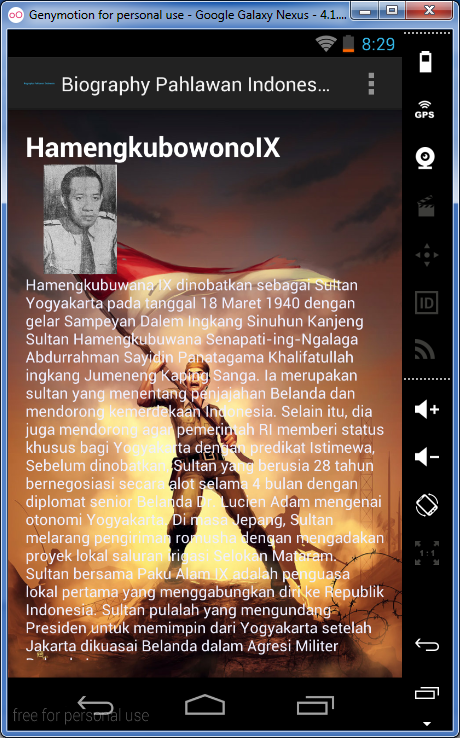 Genymotion for personal use - Google Galaxy Nexus - 4.1....
8:29
Biography Pahlawan Indones...
GPS
HamengkubowonoIX
Hamengkubuwana IX dinobatkan sebagai Sultan
Yogyakarta pada tanggal 18 Maret 1940 dengan
gelar Sampeyan Dalem Ingkang Sinuhun Kanjeng
Sultan Hamengkubuwana Senapati-ing-Ngalaga
Abdurrahman Sayidin Panatagama Khalifatullah
ingkang Jumeneng Kaping Sanga. Ia merupakan
sultan yang menentang penjajahan Belanda dan
mendorong kemerdekaan Indonesia. Selain itu, dia
juga mendorong agar pemerintah RI memberi status
khusus bagi Yogyakarta dengan predikat Istimewa,
Sebelum dinobatkan, Sultan yang berusia 28 tahun
bernegosiasi secara alot selama 4 bulan dengan
diplomat senior Belanda Dr. Lucien Adam mengenai
otonomi Yogyakarta. Di masa Jepang, Sultan
melarang pengiriman romusha dengan mengadakan
proyek lokal saluran irigasi Selokan Mataram.
Sultan bersama Paku Alam IX adalah penguasa
lokal pertama yang menggabungkan diri ke Republik
Indonesia. Sultan pulalah yang mengundang
Presiden untuk memimpin dari Yogyakarta setelah
Jakarta dikuasai Belanda dalam Agresi Militer
ID
1:1
free for personal use